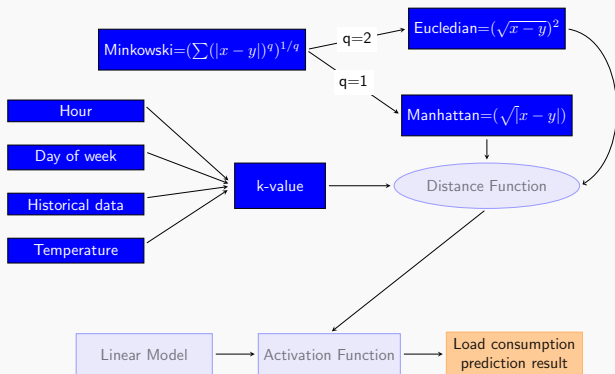 Eucledian=(√x − y)²
q=2
Minkowski=(∑(|x − y|)^q)^1/q
q=1
Manhattan=(√|x − y|)
Hour
Day of week
Historical data
Temperature
k-value
Distance Function
Linear Model
Activation Function
Load consumption
prediction result